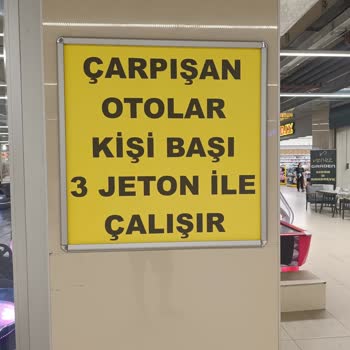 ÇARPIŞAN
OTOLAR
KİŞİ BAŞI
3 JETON İLE
ÇALIŞIR